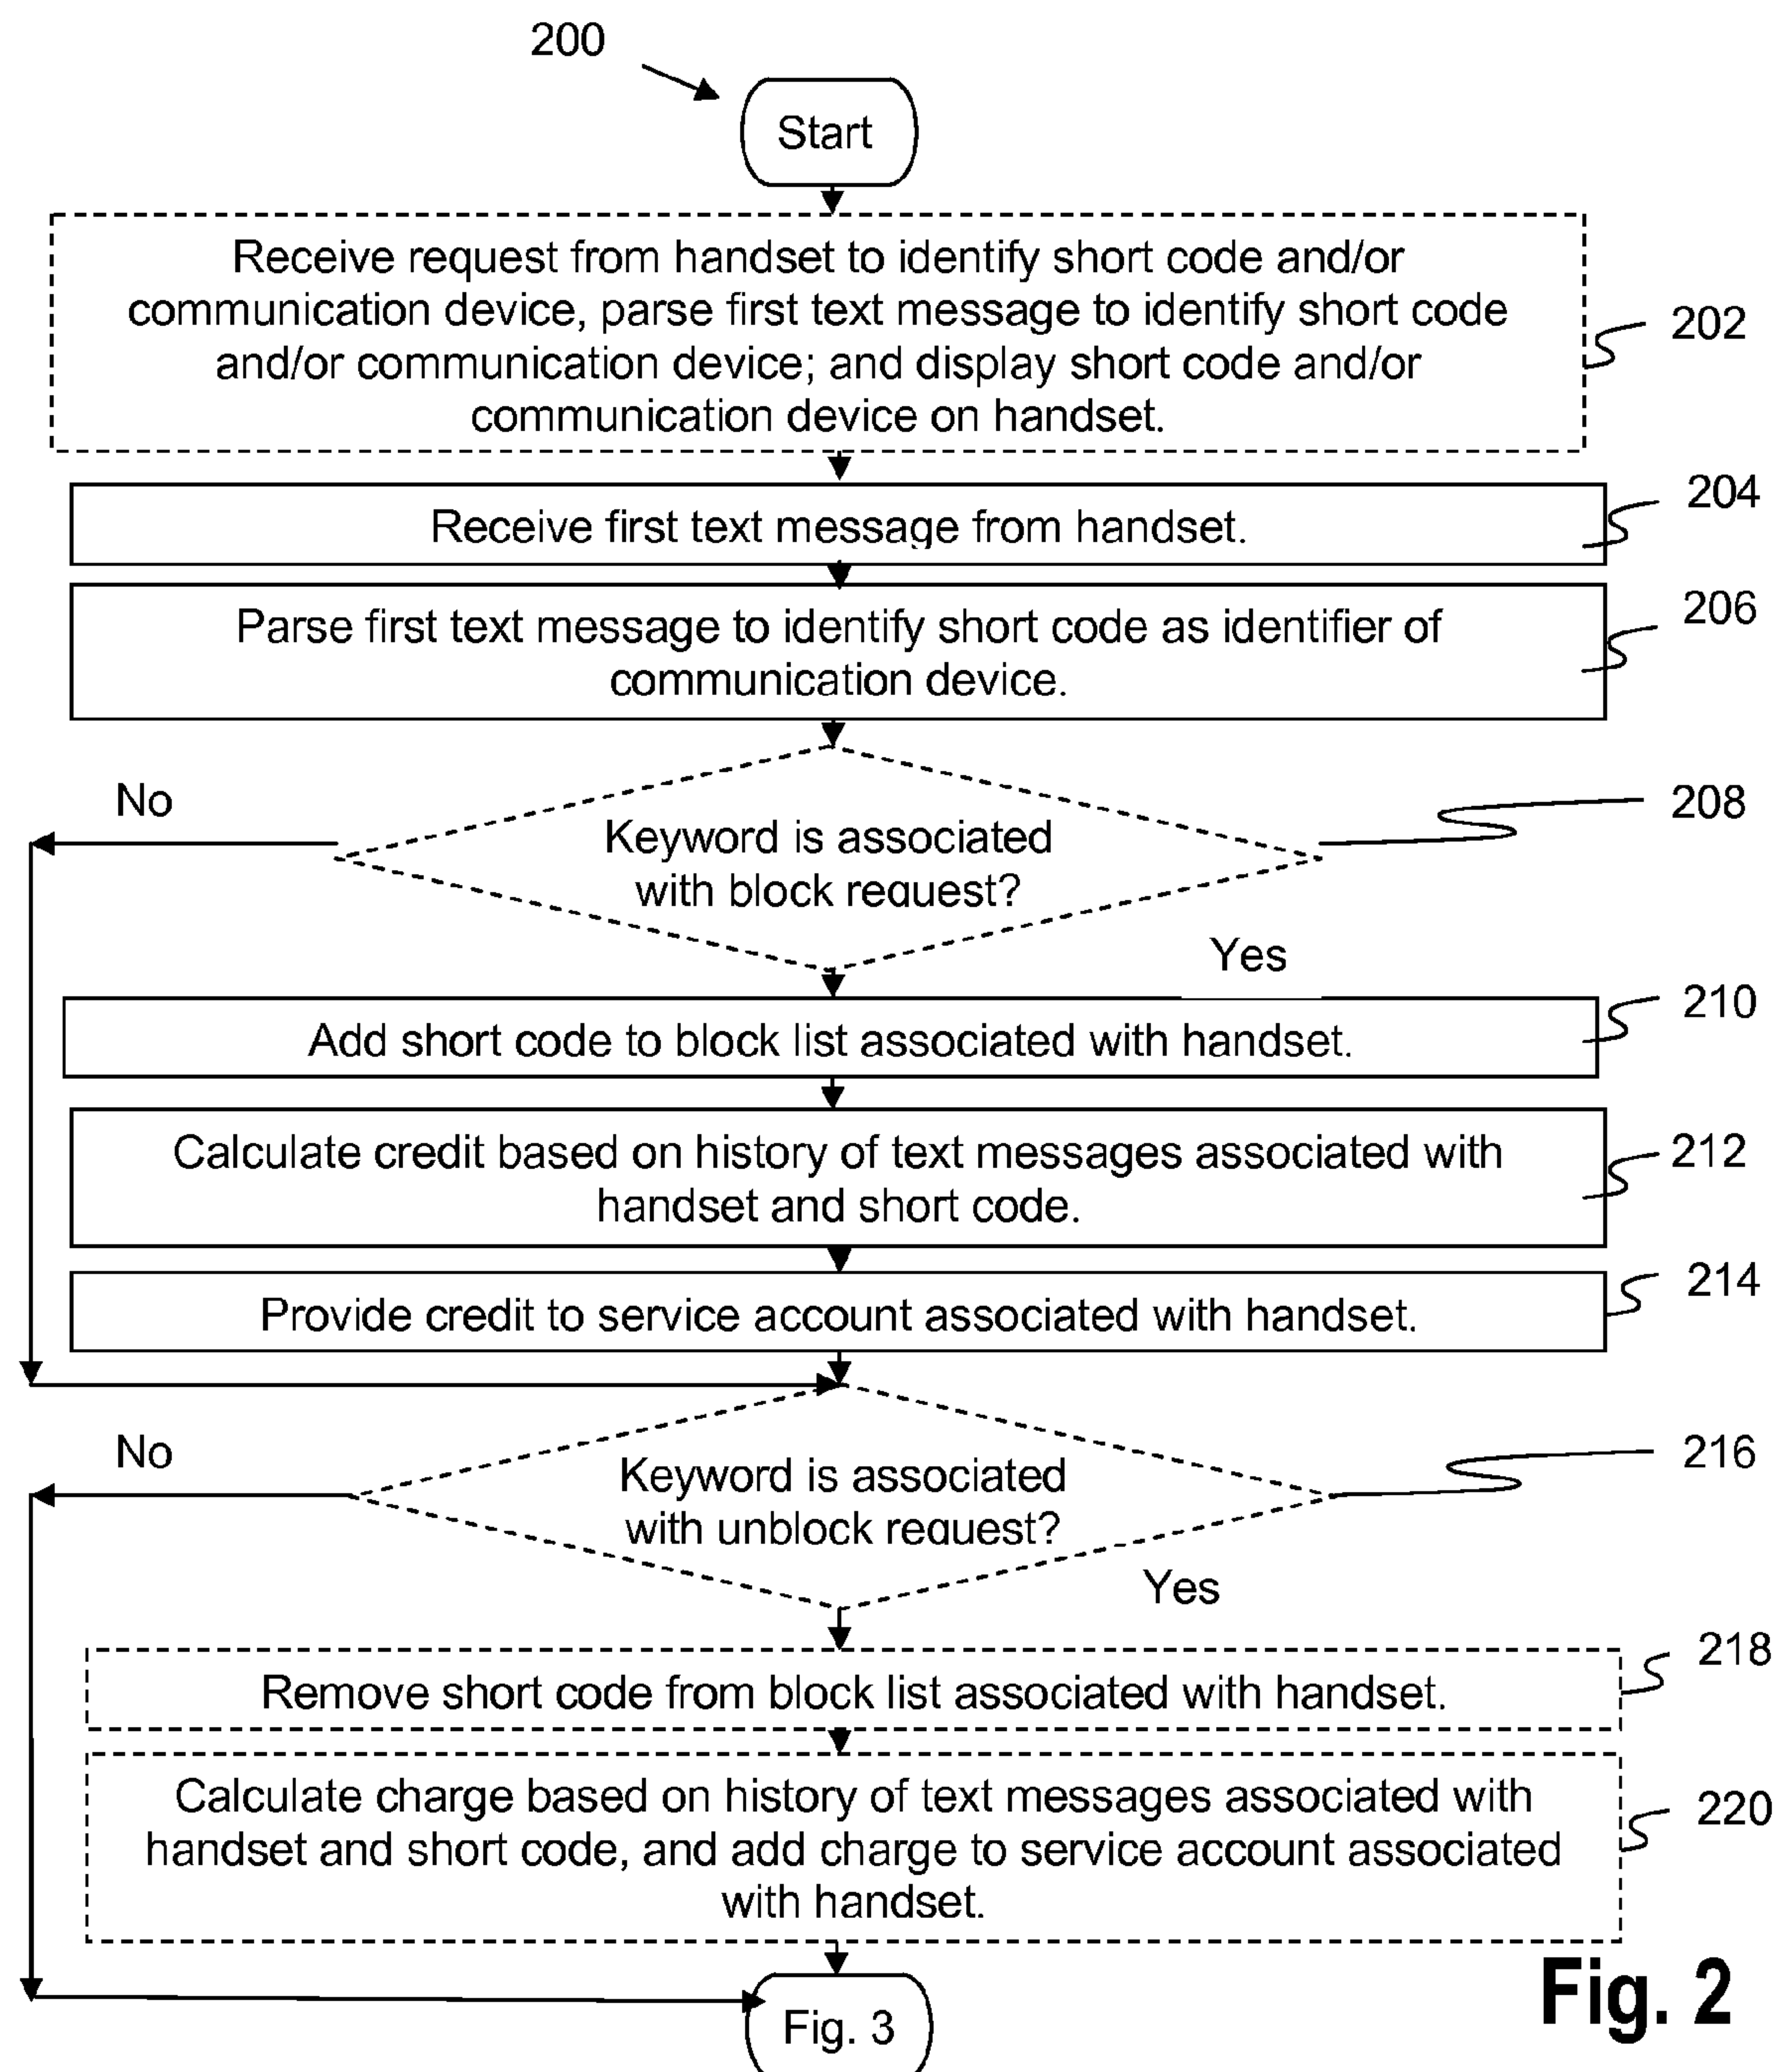 200
Start
Receive request from handset to identify short code and/or
communication device, parse first text message to identify short code
and/or communication device; and display short code and/or
communication device on handset.
202
Receive first text message from handset.
204
Parse first text message to identify short code as identifier of
communication device.
206
No
Keyword is associated
with block request?
208
Yes
Add short code to block list associated with handset.
210
Calculate credit based on history of text messages associated with
handset and short code.
212
Provide credit to service account associated with handset.
214
No
Keyword is associated
with unblock request?
216
Yes
Remove short code from block list associated with handset.
218
Calculate charge based on history of text messages associated with
handset and short code, and add charge to service account associated
with handset.
220
Fig. 3
Fig. 2